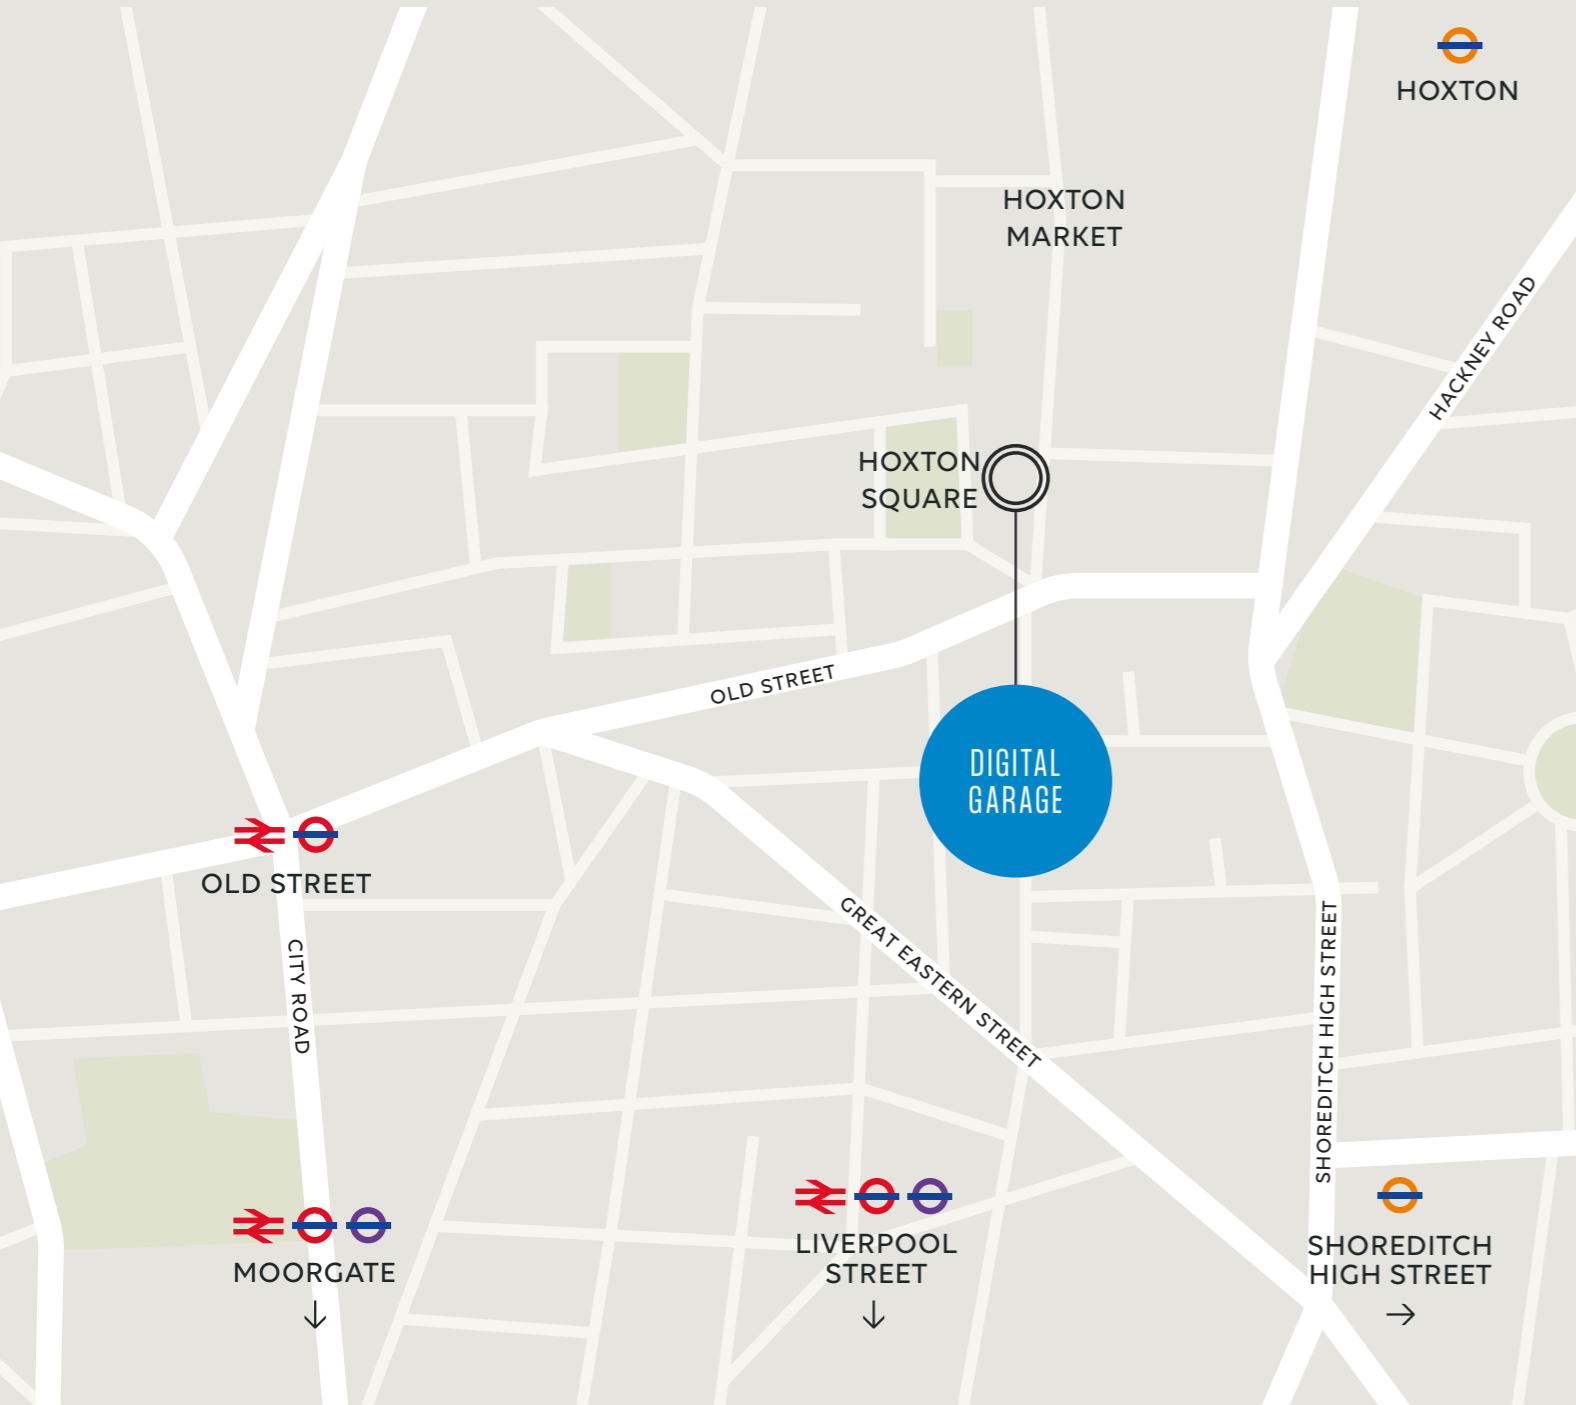 HOXTON
HOXTON
MARKET
HACKNEY ROAD
HOXTON
SQUARE
OLD STREET
DIGITAL
GARAGE
OLD STREET
CITY ROAD
GREAT EASTERN STREET
SHOREDITCH HIGH STREET
MOORGATE
LIVERPOOL
STREET
SHOREDITCH
HIGH STREET